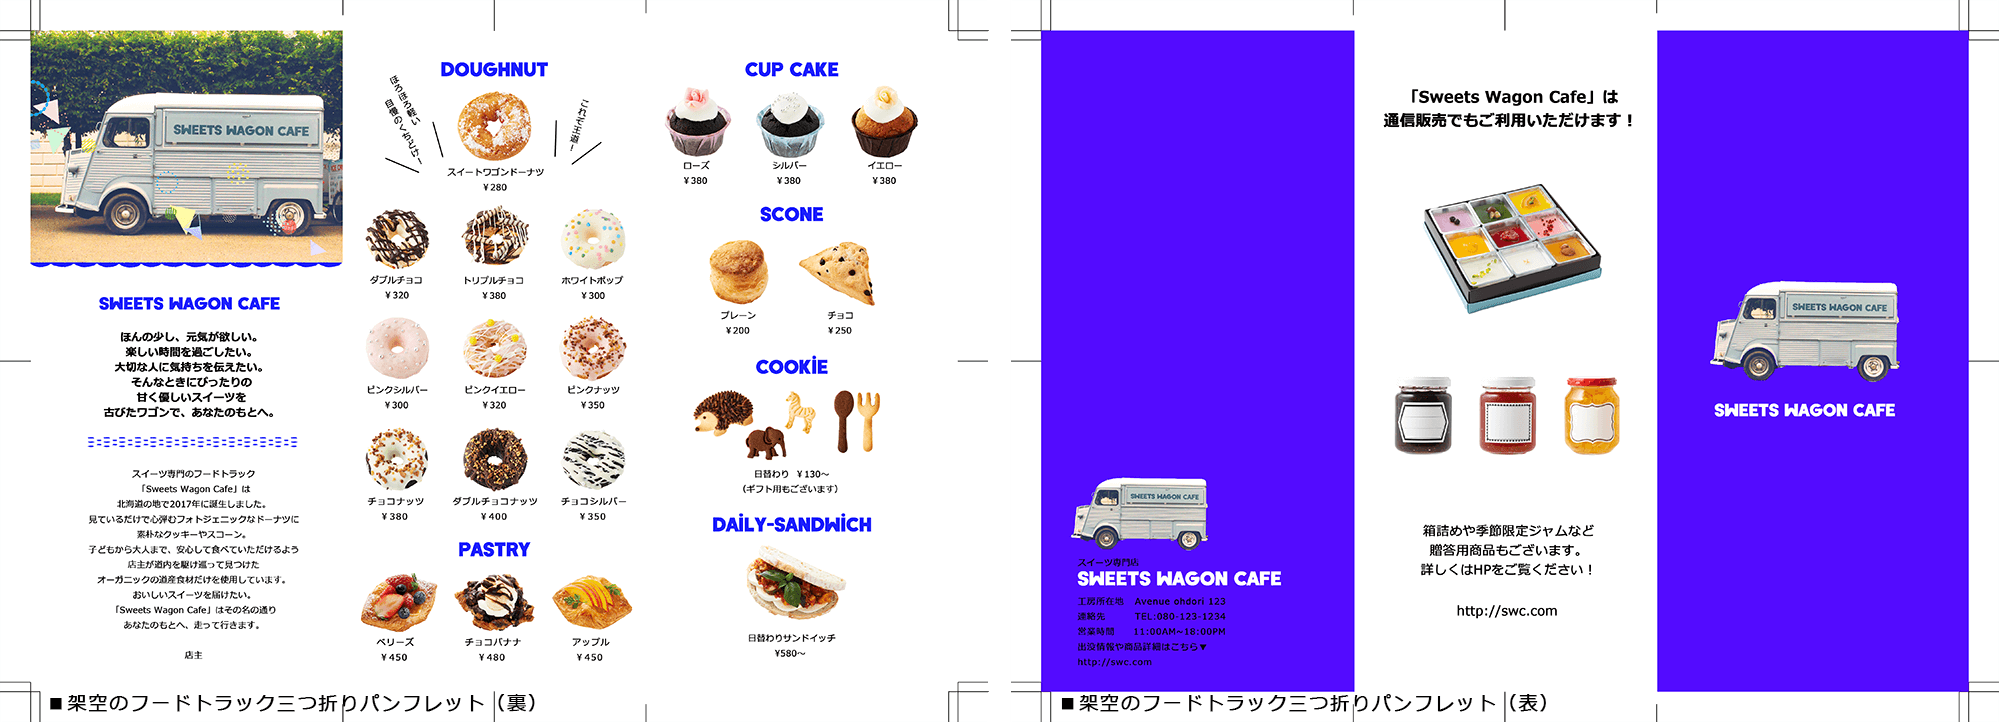 SWEETS WAGON CAFE
SWEETS WAGON CAFE
ほんの少し、元気が欲しい。
楽しい時間を過ごしたい。
大切な人に気持ちを伝えたい。
そんなときにぴったりの
甘く優しいスイーツを
古びたワゴンで、あなたのもとへ。
スイーツ専門のフードトラック
「Sweets Wagon Cafe」は
北海道の地で2017年に誕生しました。
見ているだけで心弾むフォトジェニックなドーナツに
素朴なクッキーやスコーン。
子どもから大人まで、安心して食べていただけるよう
店主が道内を駆け巡って見つけた
オーガニックの道産食材だけを使用しています。
おいしいスイーツを届けたい。
「Sweets Wagon Cafe」はその名の通り
あなたのもとへ、走って行きます。
店主
DOUGHNUT
ほろほろ軽い
自慢のくちどけ！
これぞ王道！
スイートワゴンドーナツ
¥280
ダブルチョコ
¥320
トリプルチョコ
¥380
ホワイトポップ
¥300
ピンクシルバー
¥300
ピンクイエロー
¥320
ピンクナッツ
¥350
チョコナッツ
¥380
ダブルチョコナッツ
¥400
チョコシルバー
¥350
PASTRY
ベリーズ
¥450
チョコバナナ
¥480
アップル
¥450
CUP CAKE
ローズ
¥380
シルバー
¥380
イエロー
¥380
SCONE
プレーン
¥200
チョコ
¥250
COOKiE
日替わり ¥130～
（ギフト用もございます）
DAiLY-SANDWiCH
日替わりサンドイッチ
¥580～
■架空のフードトラック三つ折りパンフレット（裏）
SWEETS WAGON CAFE
スイーツ専門店
SWEETS WAGON CAFE
工房所在地 Avenue ohdori 123
連絡先 TEL:080-123-1234
営業時間 11:00AM~18:00PM
出没情報や商品詳細はこちら▼
http://swc.com
「Sweets Wagon Cafe」は
通信販売でもご利用いただけます！
箱詰めや季節限定ジャムなど
贈答用商品もございます。
詳しくはHPをご覧ください！
http://swc.com
SWEETS WAGON CAFE
SWEETS WAGON CAFE
■架空のフードトラック三つ折りパンフレット（表）